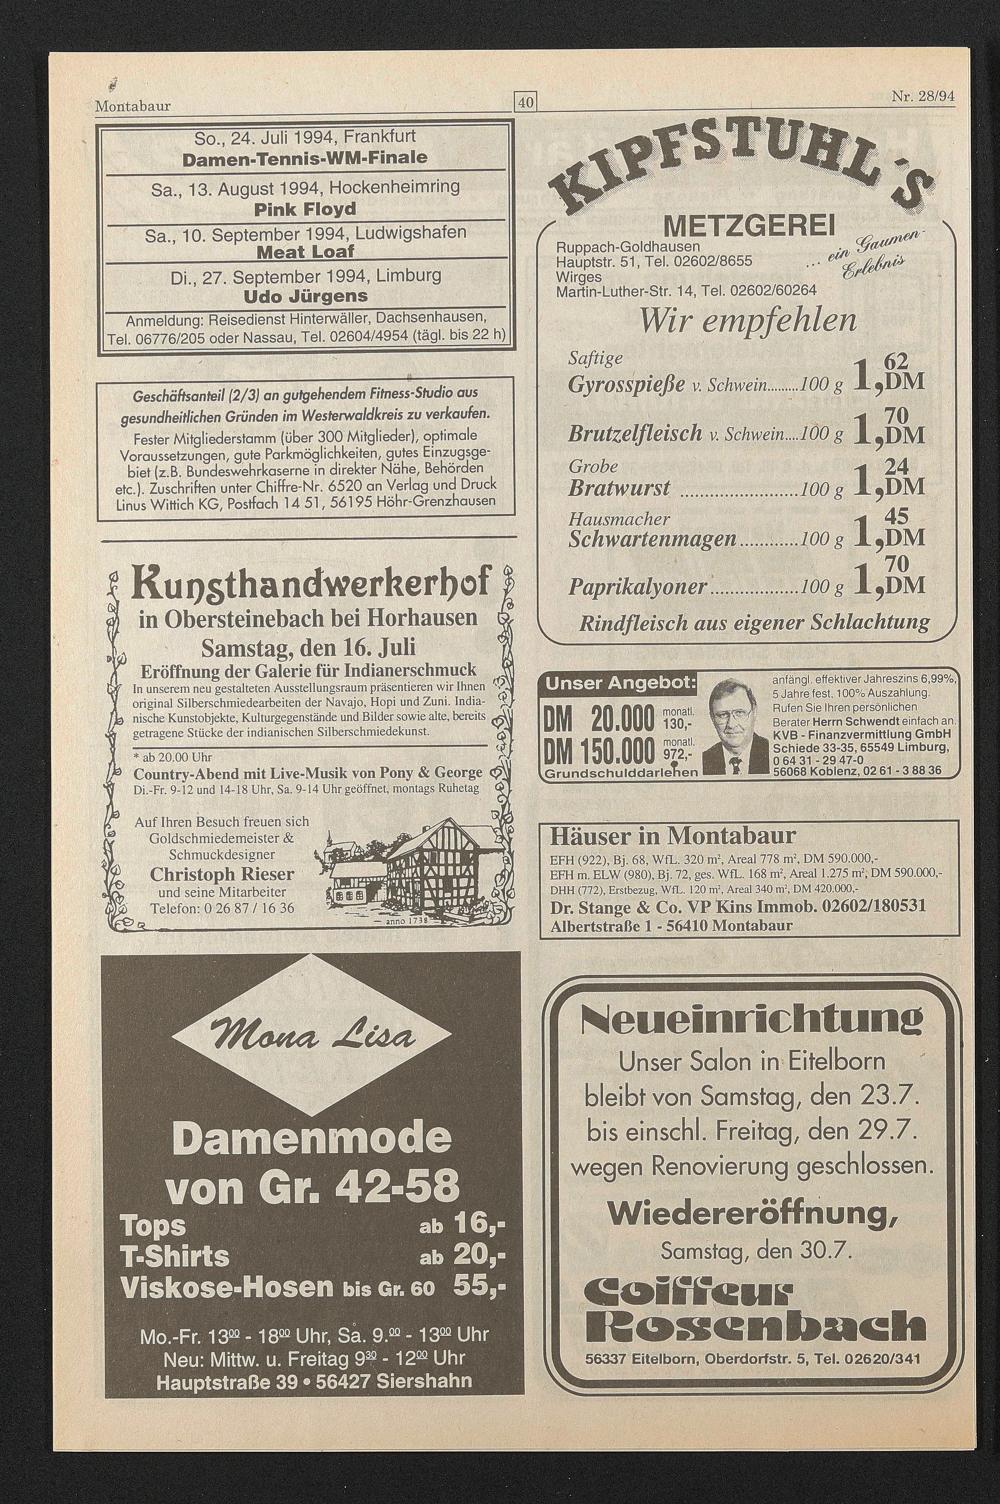 Montabaur
40
Nr. 28/94
So., 24. Juli 1994, Frankfurt
Damen-Tennis-WM-Finale
Sa., 13. August 1994, Hockenheimring
Pink Floyd
Sa., 10. September 1994, Ludwigshafen
Meat Loaf
Di., 27. September 1994, Limburg
Udo Jürgens
Anmeldung: Reisedienst Hinterwäller, Dachsenhausen,
Tel. 06776/205 oder Nassau, Tel. 02604/4954 (tägl. bis 22 h)
Geschäftsanteil (2/3) an gutgehendem Fitness-Studio aus
gesundheitlichen Gründen im Westerwaldkreis zu verkaufen.
Fester Mitgliederstamm (über 300 Mitglieder), optimale
Voraussetzungen, gute Parkmöglichkeiten, gutes Einzugsge-
biet (z.B. Bundeswehrkaserne in direkter Nähe, Behörden
etc.). Zuschriften unter Chiffre-Nr. 6520 an Verlag und Druck
Linus Wittich KG, Postfach 14 51, 56195 Höhr-Grenzhausen
Kunsthandwerkerhof
in Obersteinebach bei Horhausen
Samstag, den 16. Juli
Eröffnung der Galerie für Indianerschmuck
In unserem neu gestalteten Ausstellungsraum präsentieren wir Ihnen
original Silberschmiedearbeiten der Navajo, Hopi und Zuni. India-
nische Kunstobjekte, Kulturgegenstände und Bilder sowie alte, bereits
getragene Stücke der indianischen Silberschmiedekunst.
* ab 20.00 Uhr
Country-Abend mit Live-Musik von Pony & George
Di.-Fr. 9-12 und 14-18 Uhr, Sa. 9-14 Uhr geöffnet, montags Ruhetag
Auf Ihren Besuch freuen sich
Goldschmiedemeister &
Schmuckdesigner
Christoph Rieser
und seine Mitarbeiter
Telefon: 0 26 87 / 16 36
anno 1738
Mona Lisa
Damenmode
von Gr. 42-58
Tops ab 16,-
T-Shirts ab 20,-
Viskose-Hosen bis Gr. 60 55,-
Mo.-Fr. 13⁰⁰ - 18⁰⁰ Uhr, Sa. 9.⁰⁰ - 13⁰⁰ Uhr
Neu: Mittw. u. Freitag 9³⁰ - 12⁰⁰ Uhr
Hauptstraße 39 • 56427 Siershahn
KIPFSTUHL'S
METZGEREI
Ruppach-Goldhausen
Hauptstr. 51, Tel. 02602/8655
Wirges
Martin-Luther-Str. 14, Tel. 02602/60264
... ein Gaumen-
Erlebnis
Wir empfehlen
Saftige
Gyrosspieße v. Schwein.........100 g 1,62 DM
Brutzelfleisch v. Schwein....100 g 1,70 DM
Grobe
Bratwurst ......................100 g 1,24 DM
Hausmacher
Schwartenmagen............100 g 1,45 DM
Paprikalyoner..................100 g 1,70 DM
Rindfleisch aus eigener Schlachtung
Unser Angebot:
DM 20.000 monatl. 130,-
DM 150.000 monatl. 972,-
Grundschulddarlehen
anfängl. effektiver Jahreszins 6,99%,
5 Jahre fest, 100% Auszahlung.
Rufen Sie Ihren persönlichen
Berater Herrn Schwendt einfach an.
KVB - Finanzvermittlung GmbH
Schiede 33-35, 65549 Limburg,
0 64 31 - 29 47-0
56068 Koblenz, 02 61 - 3 88 36
Häuser in Montabaur
EFH (922), Bj. 68, WfL. 320 m², Areal 778 m², DM 590.000,-
EFH m. ELW (980), Bj. 72, ges. WfL. 168 m², Areal 1.275 m², DM 590.000,-
DHH (772), Erstbezug, WfL. 120 m², Areal 340 m², DM 420.000,-
Dr. Stange & Co. VP Kins Immob. 02602/180531
Albertstraße 1 - 56410 Montabaur
Neueinrichtung
Unser Salon in Eitelborn
bleibt von Samstag, den 23.7.
bis einschl. Freitag, den 29.7.
wegen Renovierung geschlossen.
Wiedereröffnung,
Samstag, den 30.7.
Coiffeur
Rosenbach
56337 Eitelborn, Oberdorfstr. 5, Tel. 02620/341